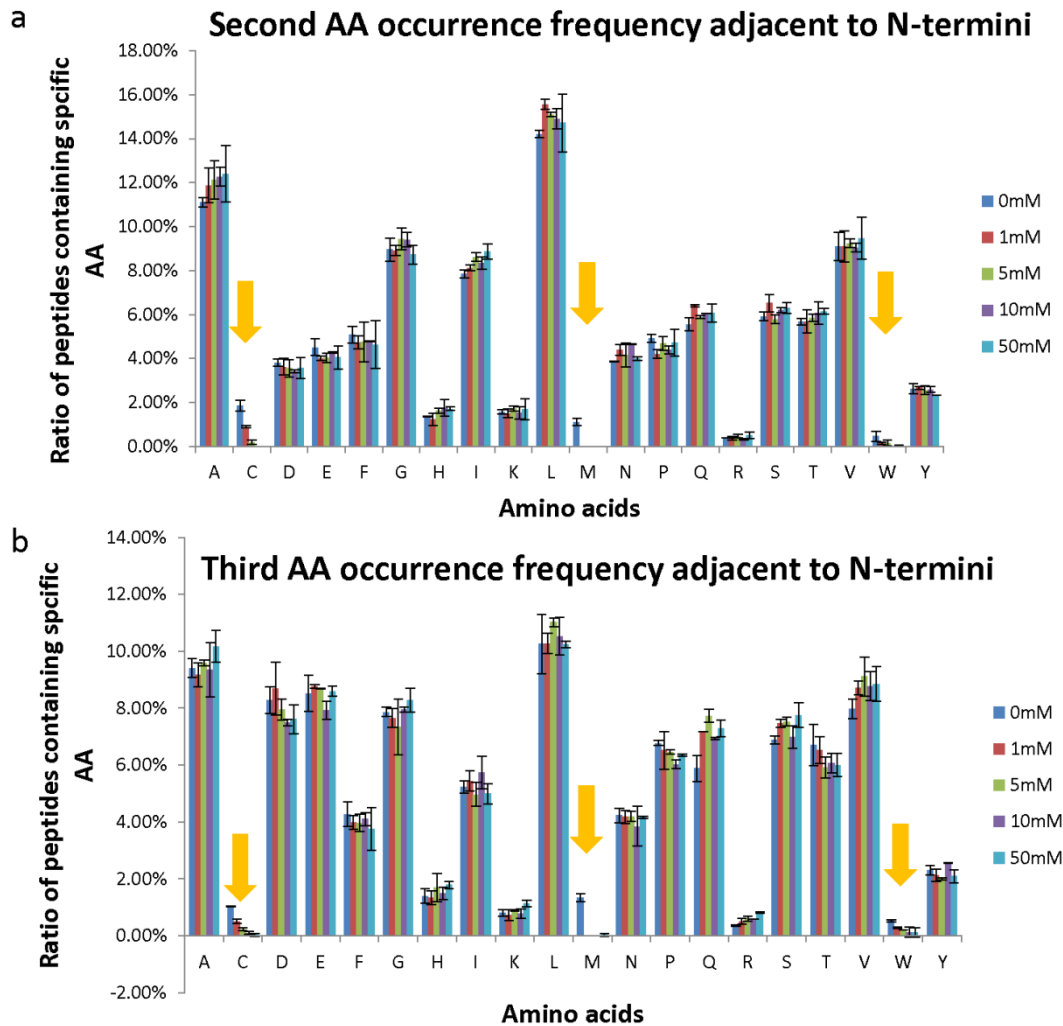 a
Second AA occurrence frequency adjacent to N-termini
Ratio of peptides containing spcific
AA
18.00%
16.00%
14.00%
12.00%
10.00%
8.00%
6.00%
4.00%
2.00%
0.00%
A C D E F G H I K L M N P Q R S T V W Y
Amino acids
0mM
1mM
5mM
10mM
50mM
b
Third AA occurrence frequency adjacent to N-termini
Ratio of peptides containing spcific
AA
14.00%
12.00%
10.00%
8.00%
6.00%
4.00%
2.00%
0.00%
-2.00%
A C D E F G H I K L M N P Q R S T V W Y
Amino acids
0mM
1mM
5mM
10mM
50mM